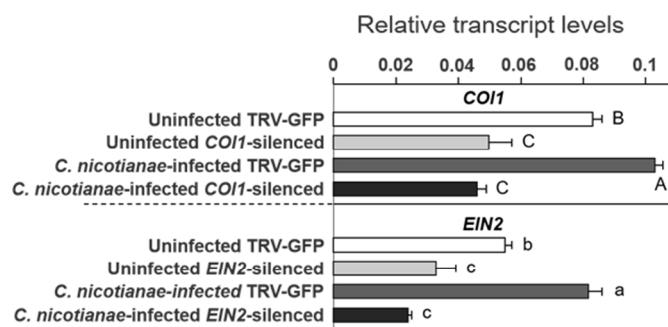 Relative transcript levels
0 0.02 0.04 0.06 0.08 0.1
COI1
Uninfected TRV-GFP B
Uninfected COI1-silenced C
C. nicotianae-infected TRV-GFP A
C. nicotianae-infected COI1-silenced C
EIN2
Uninfected TRV-GFP b
Uninfected EIN2-silenced c
C. nicotianae-infected TRV-GFP a
C. nicotianae-infected EIN2-silenced c